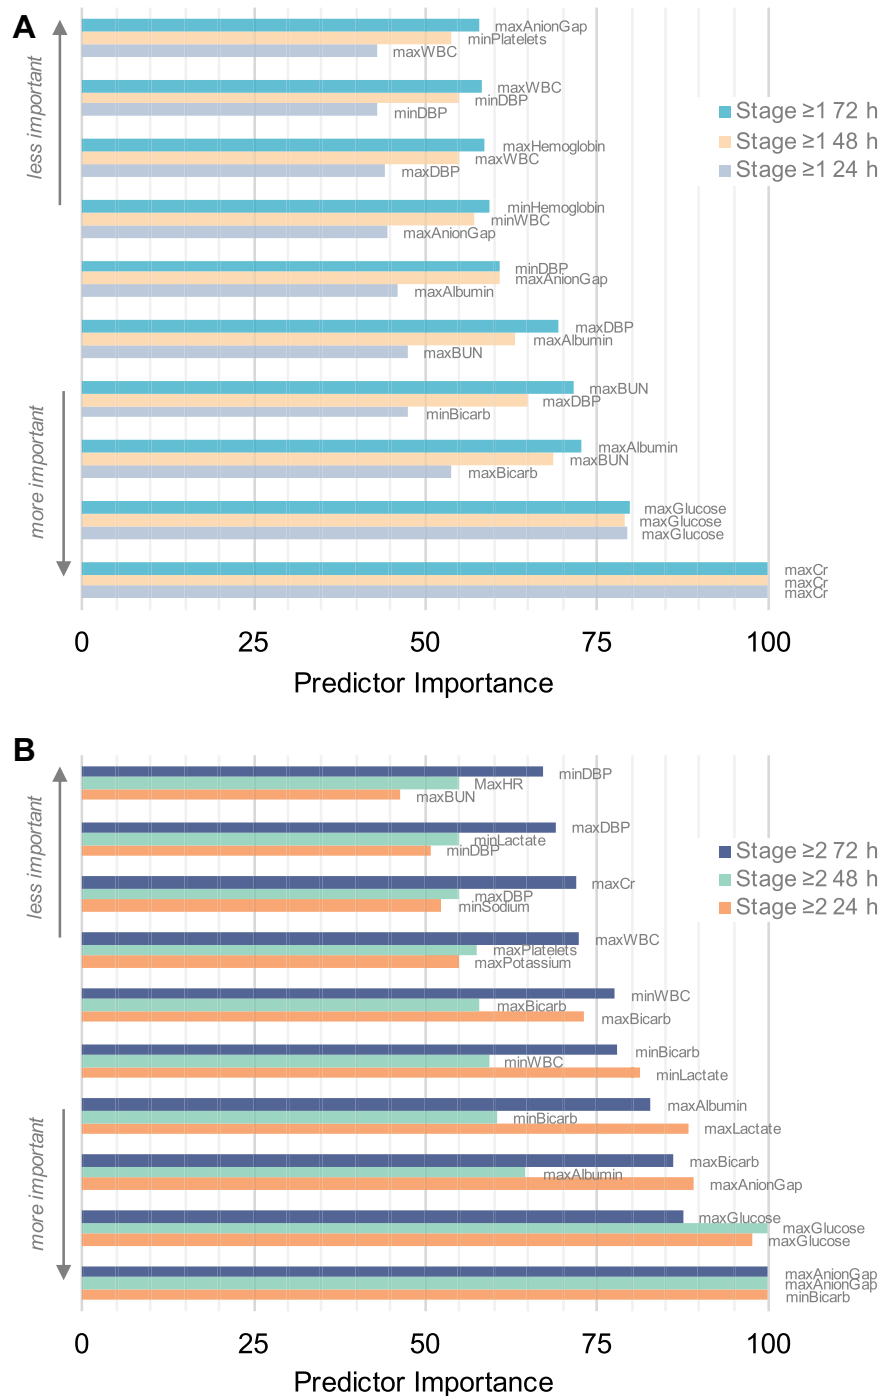 A
less important
maxAnionGap
minPlatelets
maxWBC
maxWBC
minDBP
minDBP
Stage ≥1 72 h
Stage ≥1 48 h
Stage ≥1 24 h
maxHemoglobin
maxWBC
maxDBP
minHemoglobin
minWBC
maxAnionGap
minDBP
maxAnionGap
maxAlbumin
maxDBP
maxAlbumin
maxBUN
more important
maxBUN
maxDBP
minBicarb
maxAlbumin
maxBUN
maxBicarb
maxGlucose
maxGlucose
maxGlucose
maxCr
maxCr
maxCr
0 25 50 75 100
Predictor Importance
B
less important
minDBP
MaxHR
maxBUN
maxDBP
minLactate
minDBP
Stage ≥2 72 h
Stage ≥2 48 h
Stage ≥2 24 h
maxCr
maxDBP
minSodium
maxWBC
maxPlatelets
maxPotassium
minWBC
maxBicarb
maxBicarb
minBicarb
minWBC
minLactate
more important
maxAlbumin
minBicarb
maxLactate
maxBicarb
maxAlbumin
maxAnionGap
maxGlucose
maxGlucose
maxGlucose
maxAnionGap
maxAnionGap
minBicarb
0 25 50 75 100
Predictor Importance